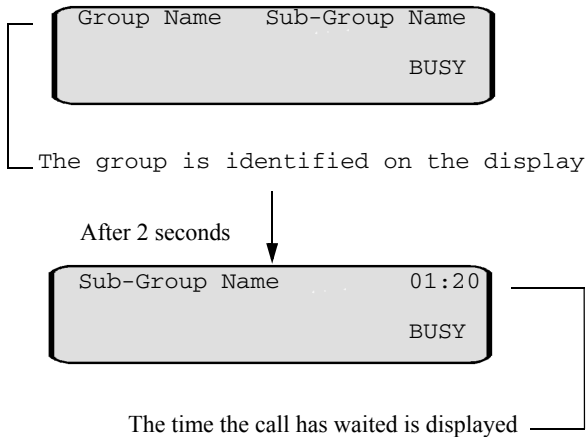 Group Name Sub-Group Name
BUSY
The group is identified on the display
After 2 seconds
Sub-Group Name 01:20
BUSY
The time the call has waited is displayed